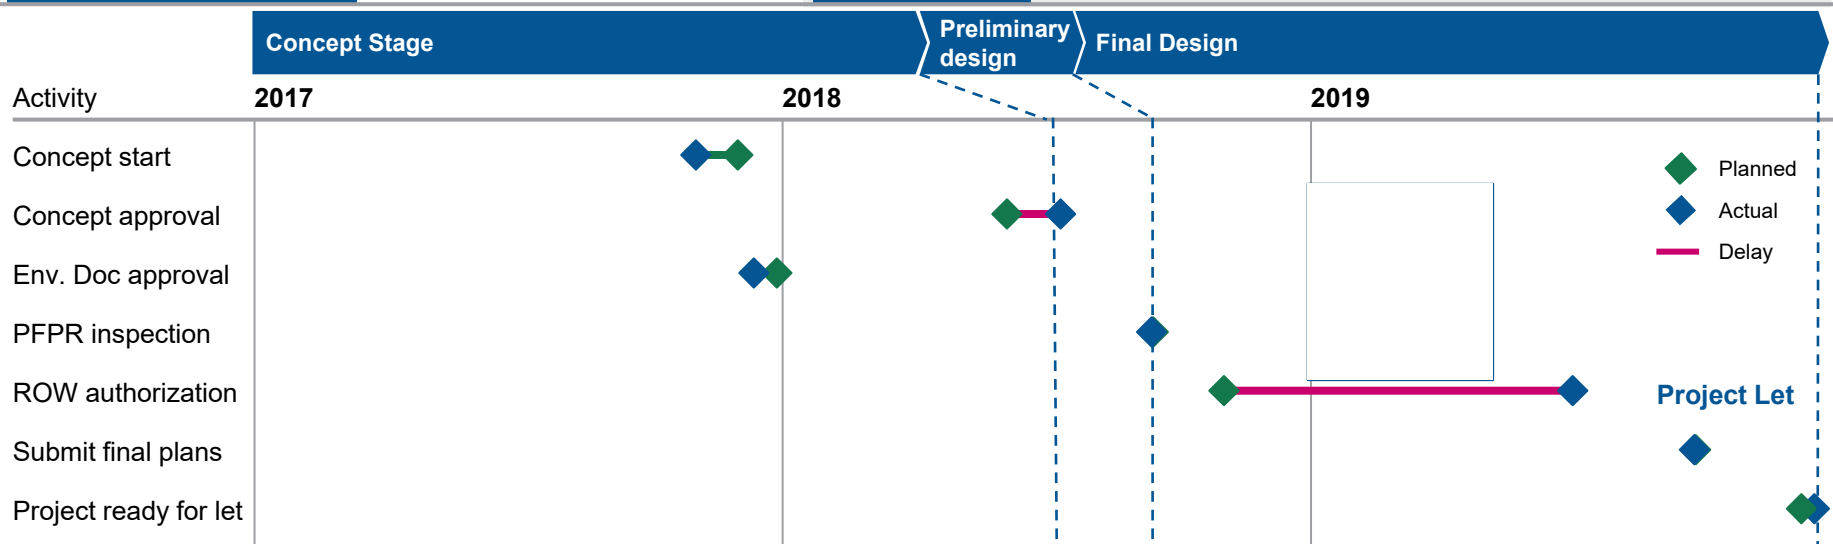 Concept Stage
Preliminary
design
Final Design
Activity
2017
2018
2019
Concept start
Concept approval
Env. Doc approval
PFPR inspection
ROW authorization
Submit final plans
Project ready for let
Planned
Actual
Delay
Project Let